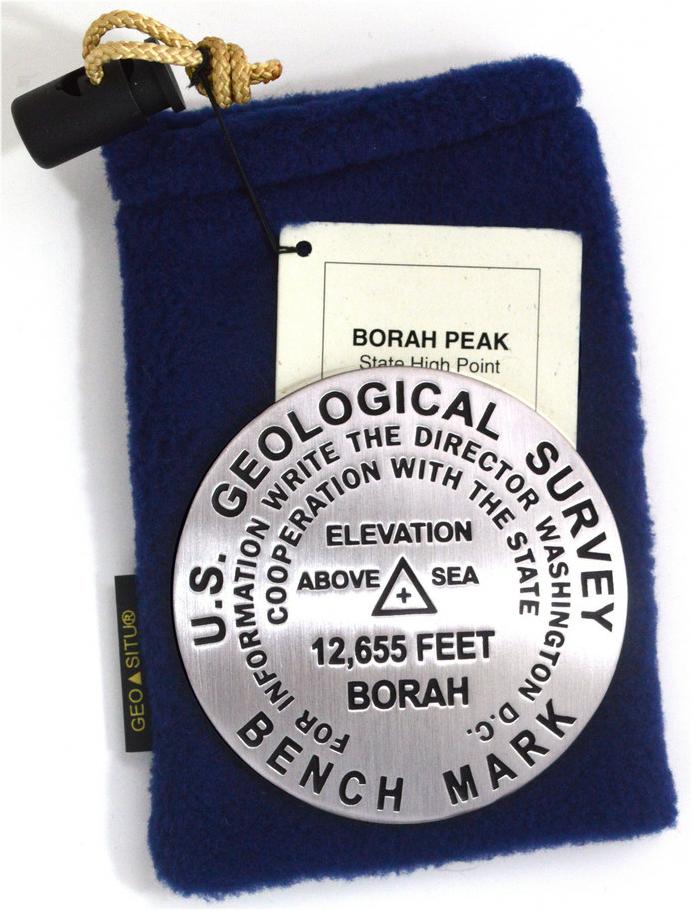 BORAH PEAK
State High Point
U.S. GEOLOGICAL SURVEY
FOR INFORMATION WRITE THE DIRECTOR WASHINGTON D.C.
COOPERATION WITH THE STATE
ELEVATION
ABOVE SEA
12,655 FEET
BORAH
BENCH MARK
GEO▲SITU®